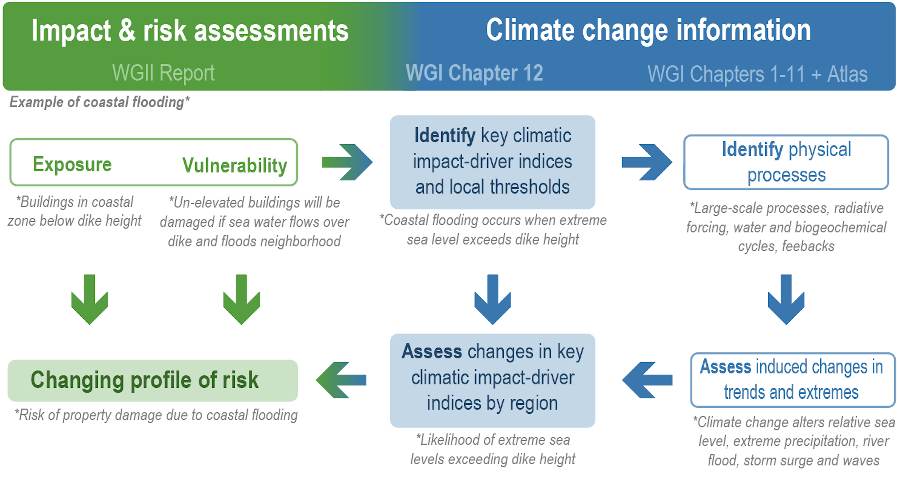 Impact & risk assessments
Climate change information
WGII Report
WGI Chapter 12
WGI Chapters 1-11 + Atlas
Example of coastal flooding*
Exposure
Vulnerability
*Buildings in coastal
zone below dike height
*Un-elevated buildings will be
damaged if sea water flows over
dike and floods neighborhood
Identify key climatic
impact-driver indices
and local thresholds
*Coastal flooding occurs when extreme
sea level exceeds dike height
Identify physical
processes
*Large-scale processes, radiative
forcing, water and biogeochemical
cycles, feebacks
Changing profile of risk
*Risk of property damage due to coastal flooding
Assess changes in key
climatic impact-driver
indices by region
*Likelihood of extreme sea
levels exceeding dike height
Assess induced changes in
trends and extremes
*Climate change alters relative sea
level, extreme precipitation, river
flood, storm surge and waves